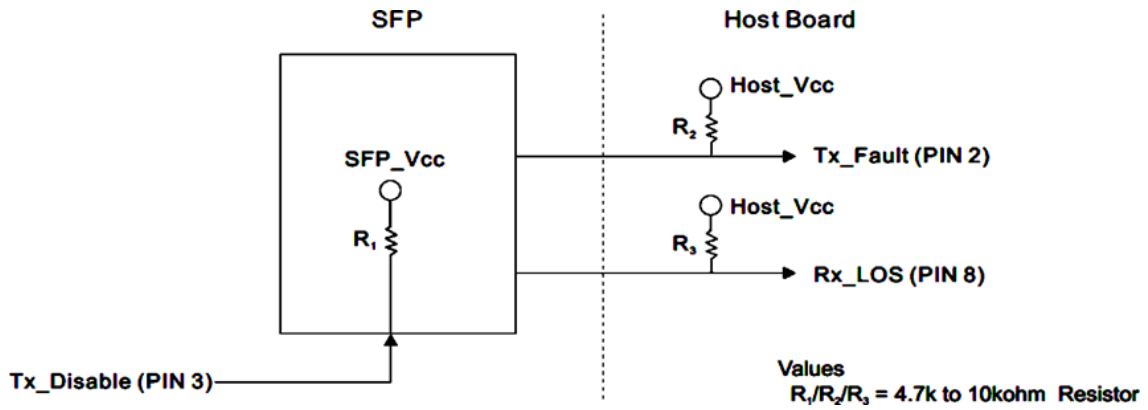 SFP
Host Board
Host_Vcc
R2
Tx_Fault (PIN 2)
SFP_Vcc
Host_Vcc
R1
R3
Rx_LOS (PIN 8)
Tx_Disable (PIN 3)
Values
R1/R2/R3 = 4.7k to 10kohm Resistor